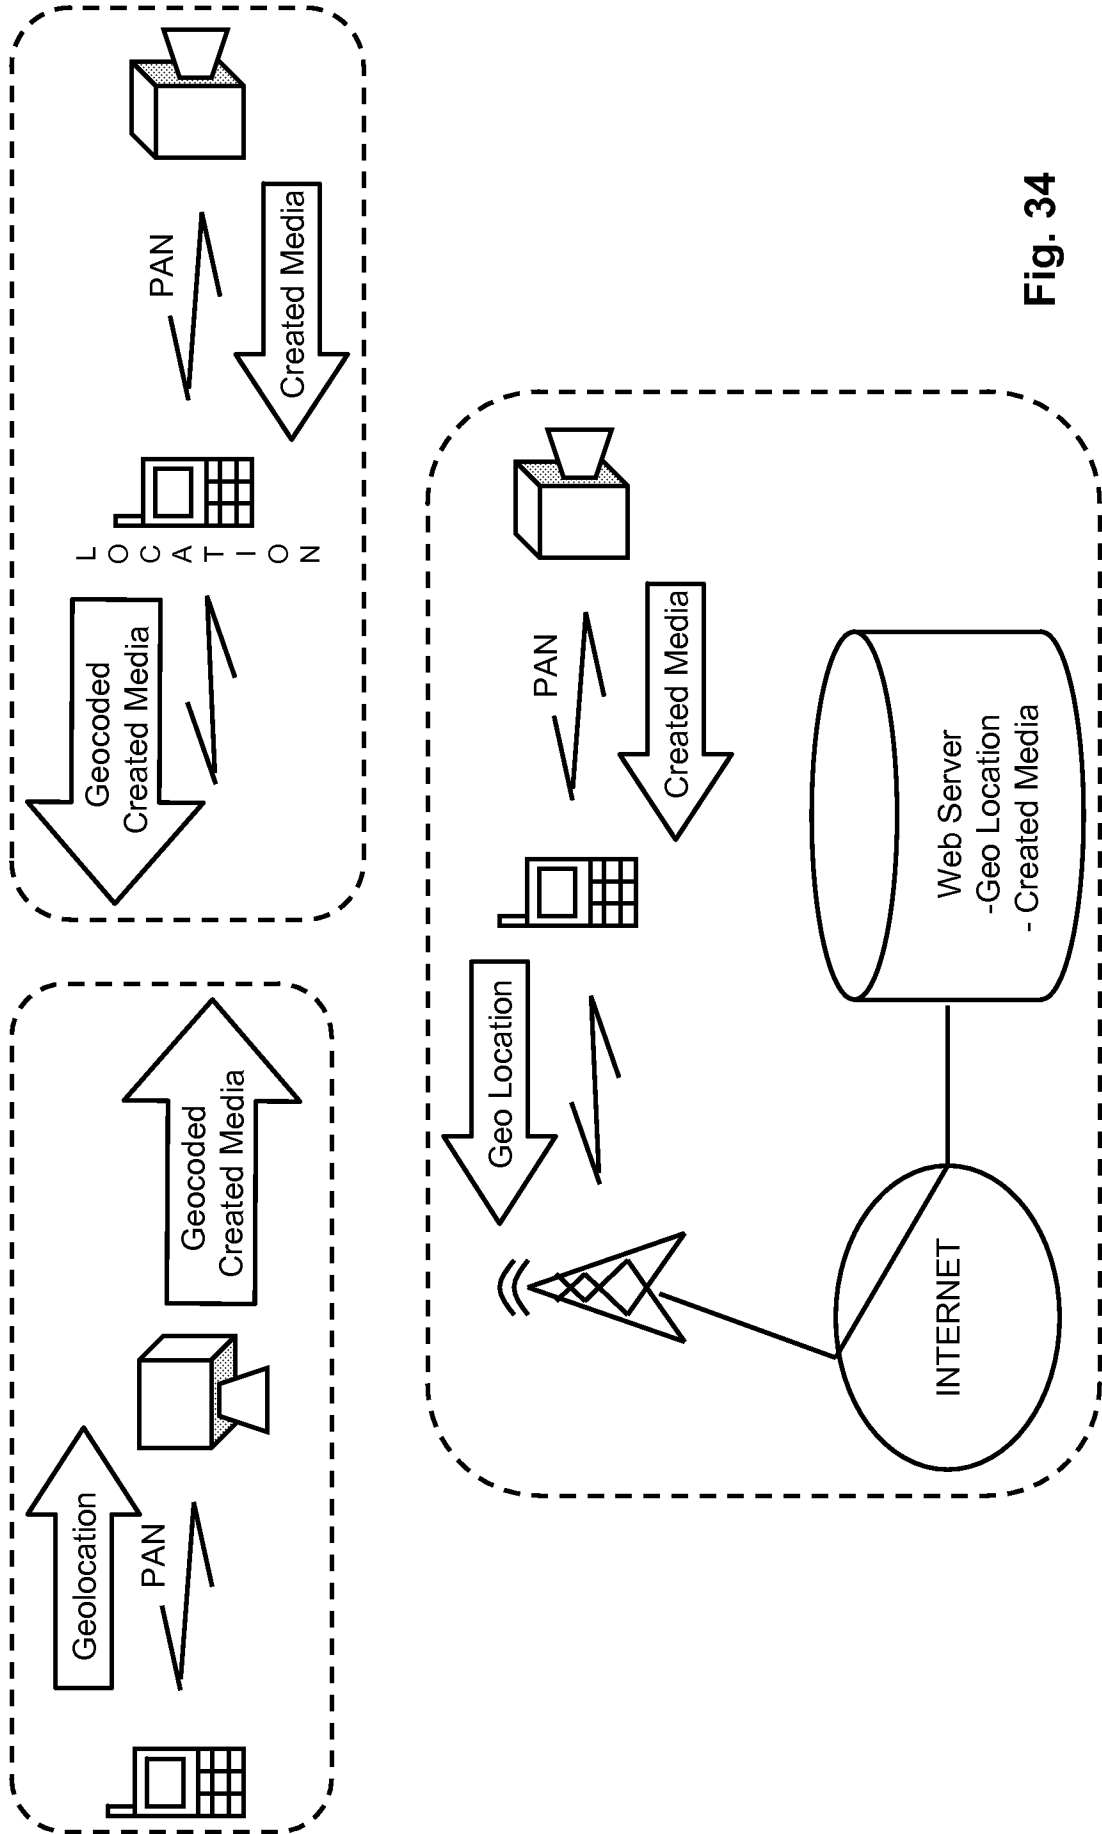 Geolocation
PAN
Geocoded
Created Media
Geocoded
Created Media
LOCATION
PAN
Created Media
Geo Location
PAN
Created Media
INTERNET
Web Server
-Geo Location
- Created Media
Fig. 34